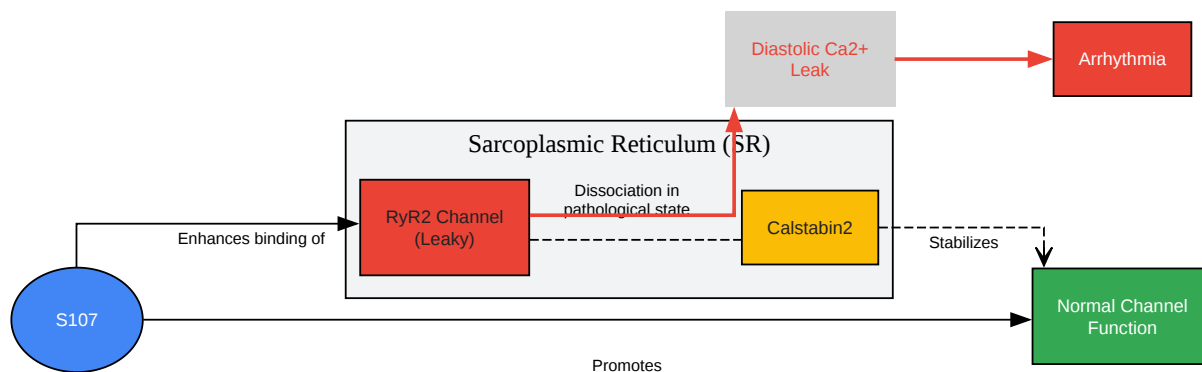 Diastolic Ca2+
Leak
Arrhythmia
Sarcoplasmic Reticulum (SR)
Dissociation in
pathological state
RyR2 Channel
(Leaky)
Calstabin2
Enhances binding of
Stabilizes
S107
Normal Channel
Function
Promotes